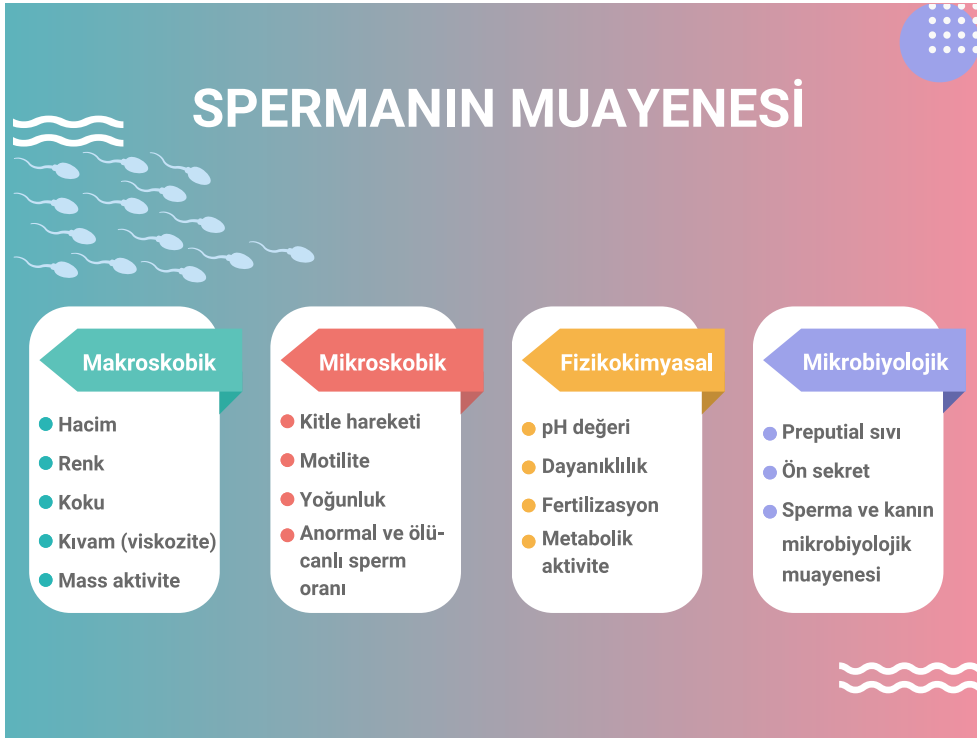 SPERMANIN MUAYENESİ
Makroskobik
Hacim
Renk
Koku
Kıvam (viskozite)
Mass aktivite
Mikroskobik
Kitle hareketi
Motilite
Yoğunluk
Anormal ve ölü-
canlı sperm
oranı
Fizikokimyasal
pH değeri
Dayanıklılık
Fertilizasyon
Metabolik
aktivite
Mikrobiyolojik
Preputial sıvı
Ön sekret
Sperma ve kanın
mikrobiyolojik
muayenesi